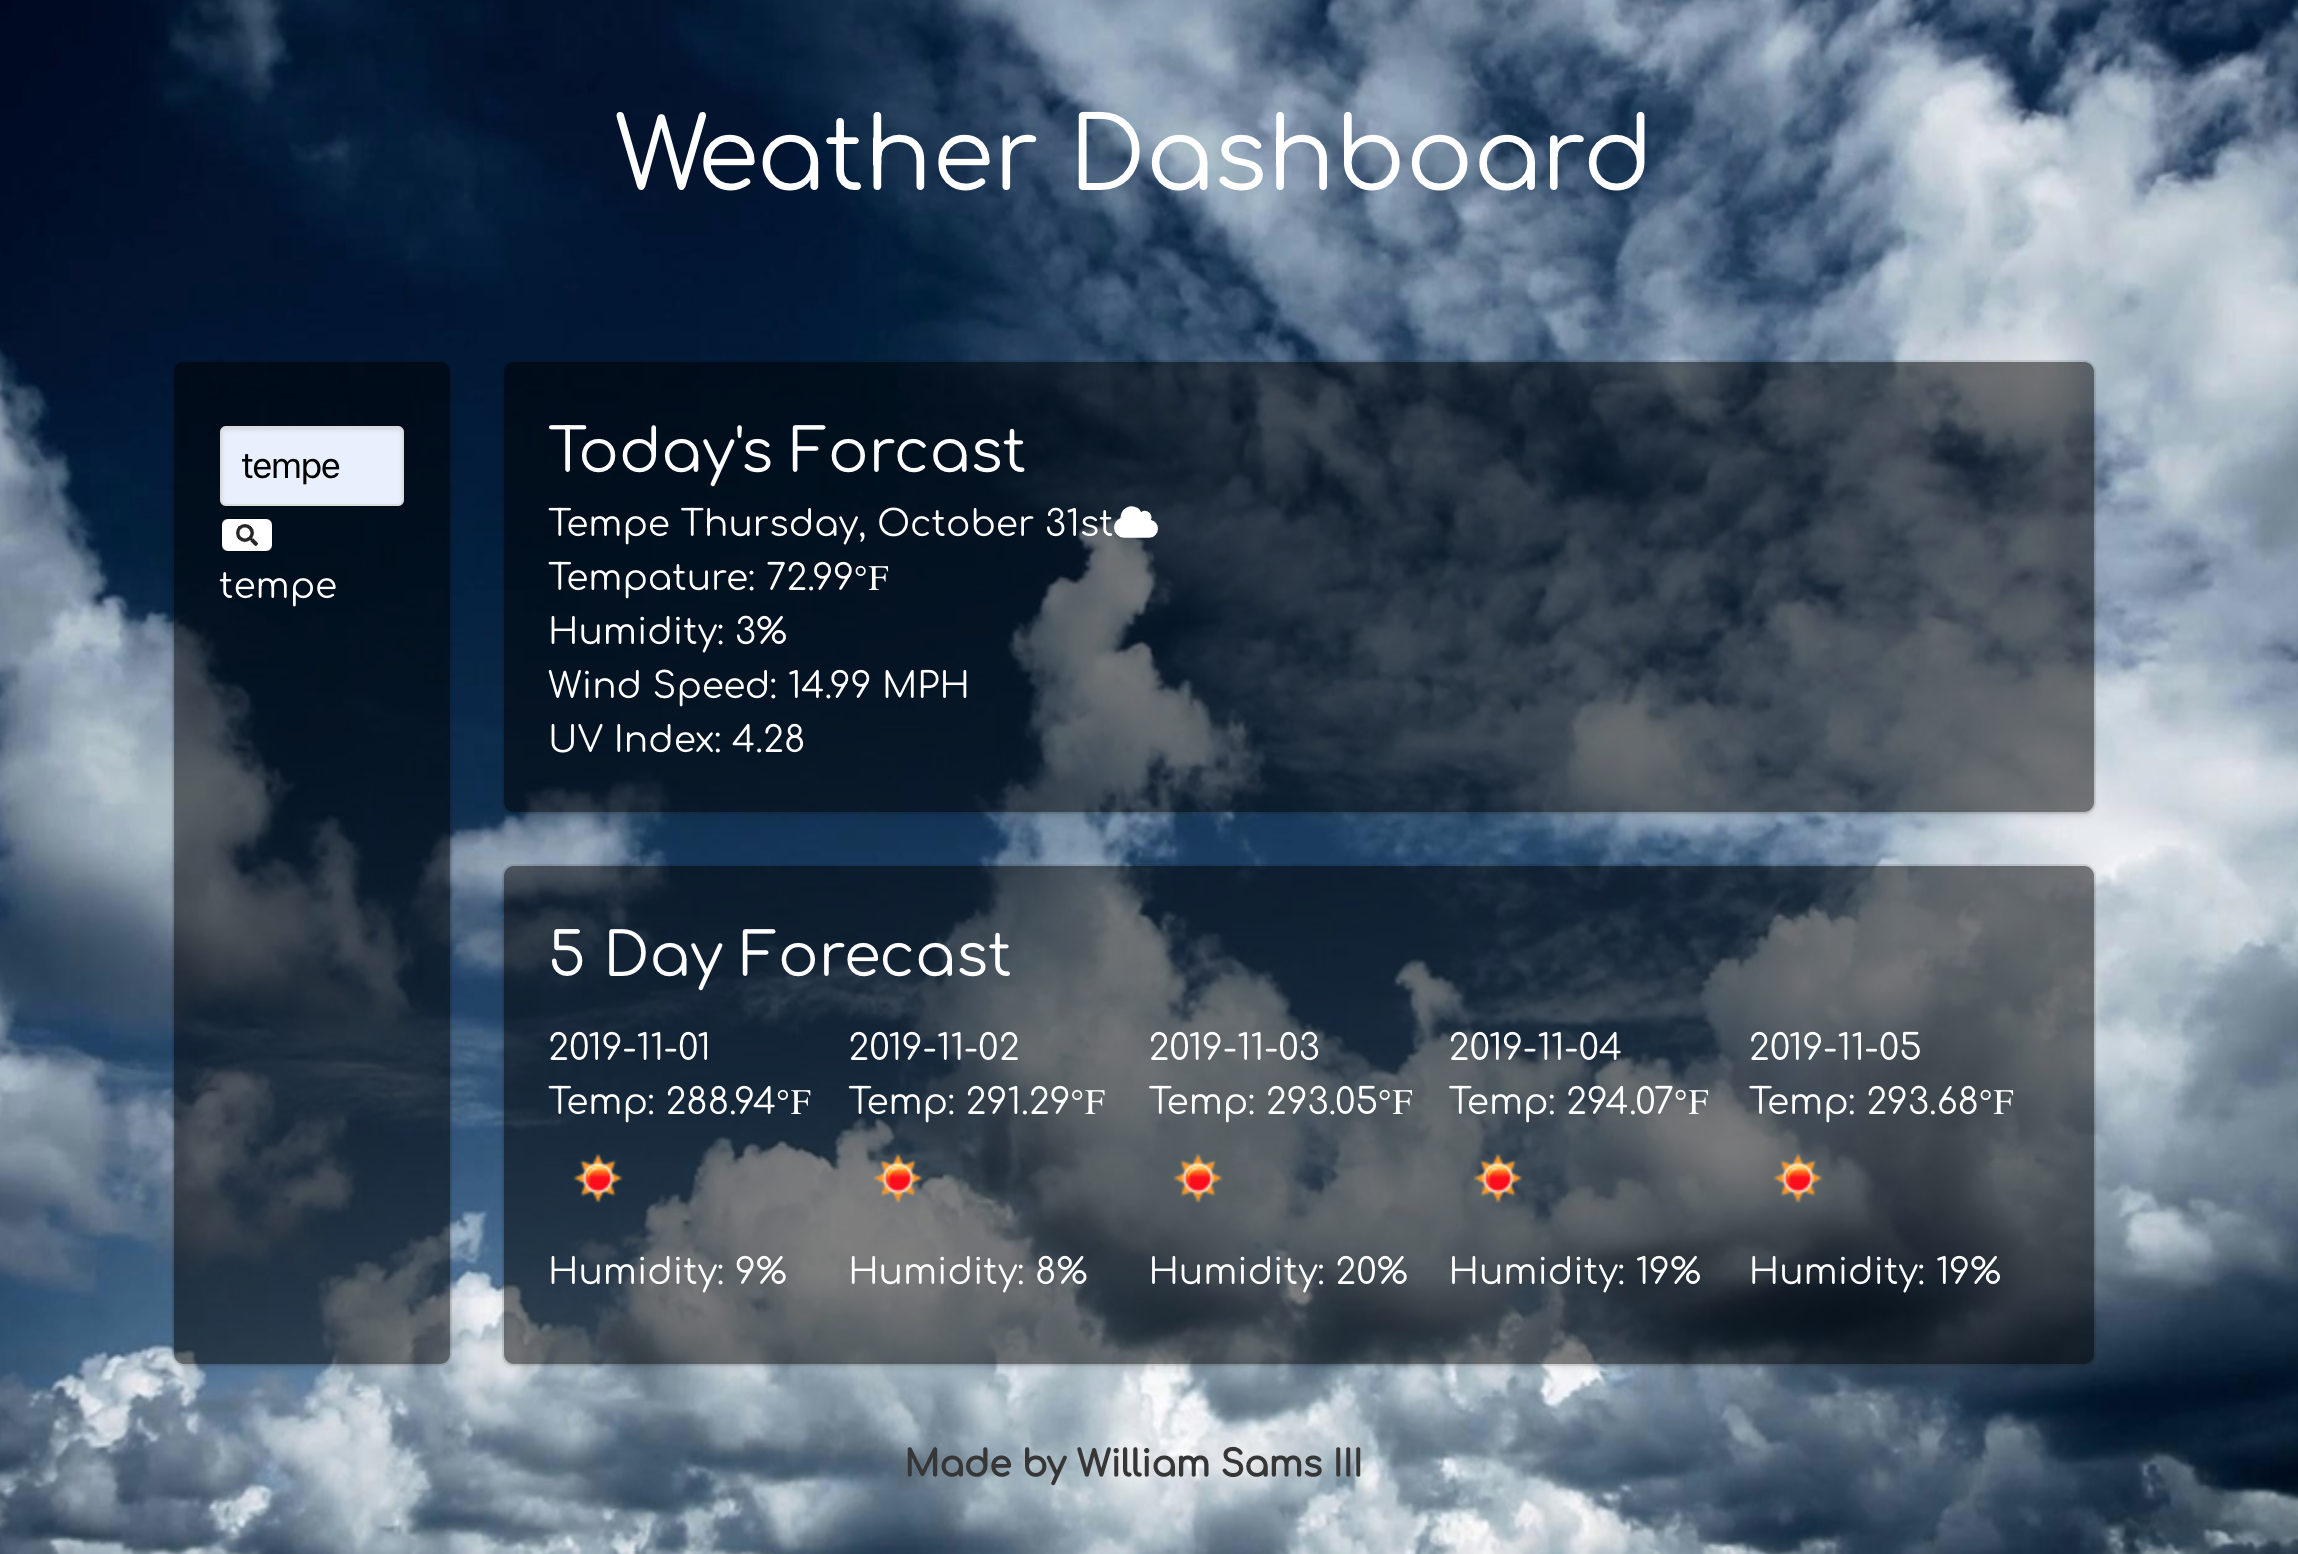 Weather Dashboard
tempe
tempe
Today's Forcast
Tempe Thursday, October 31st
Tempature: 72.99°F
Humidity: 3%
Wind Speed: 14.99 MPH
UV Index: 4.28
5 Day Forecast
2019-11-01 2019-11-02 2019-11-03 2019-11-04 2019-11-05
Temp: 288.94°F Temp: 291.29°F Temp: 293.05°F Temp: 294.07°F Temp: 293.68°F
Humidity: 9% Humidity: 8% Humidity: 20% Humidity: 19% Humidity: 19%
Made by William Sams III